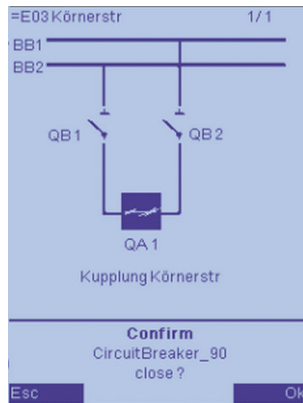 =E03 Körnerstr 1/1
BB1
BB2
QB1 QB2
QA1
Kupplung Körnerstr
Confirm
CircuitBreaker_90
close ?
Esc Ok